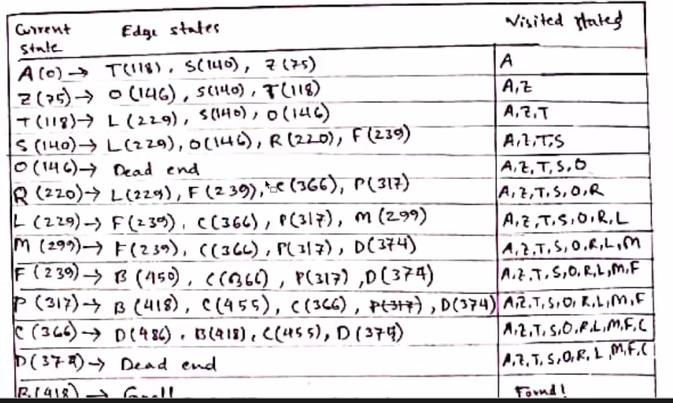 Current state Edge states Visited states
A(0) → T(118), S(140), Z(75) A
Z(75) → O(146), S(140), T(118) A,Z
T(118) → L(229), S(140), O(146) A,Z,T
S(140) → L(229), O(146), R(220), F(239) A,Z,T,S
O(146) → Dead end A,Z,T,S,O
R(220) → L(229), F(239), C(366), P(317) A,Z,T,S,O,R
L(229) → F(239), C(366), P(317), M(299) A,Z,T,S,O,R,L
M(299) → F(239), C(366), P(317), D(374) A,Z,T,S,O,R,L,M
F(239) → B(450), C(366), P(317), D(374) A,Z,T,S,O,R,L,M,F
P(317) → B(418), C(455), C(366), P(317), D(374) A,Z,T,S,O,R,L,M,F
C(366) → D(486), B(418), C(455), D(374) A,Z,T,S,O,R,L,M,F,C
D(374) → Dead end A,Z,T,S,O,R,L,M,F,C
B(418) → Goal! Found!